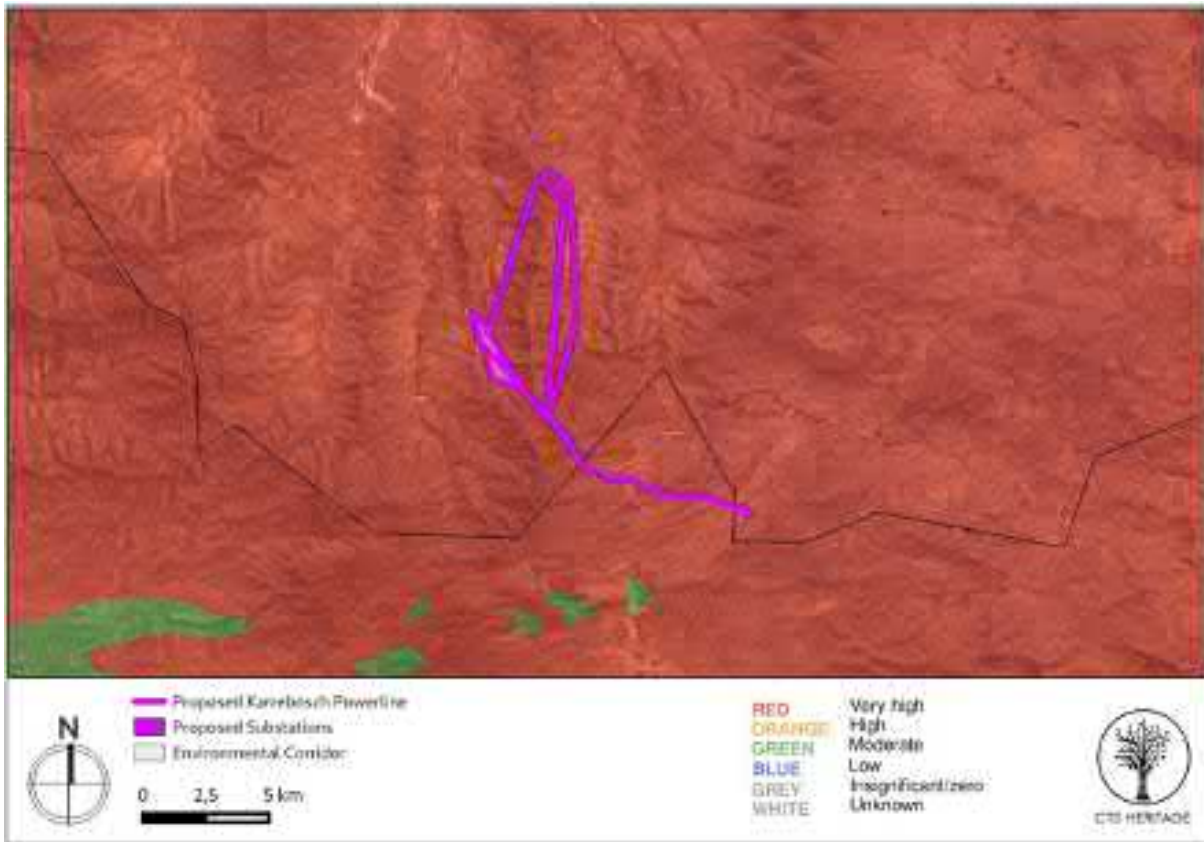 Proposed Karrebosch Powerline
Proposed Substations
Environmental Corridor
N
0 2,5 5 km
RED Very high
ORANGE High
GREEN Moderate
BLUE Low
GREY Insignificant/zero
WHITE Unknown
CTS HERITAGE